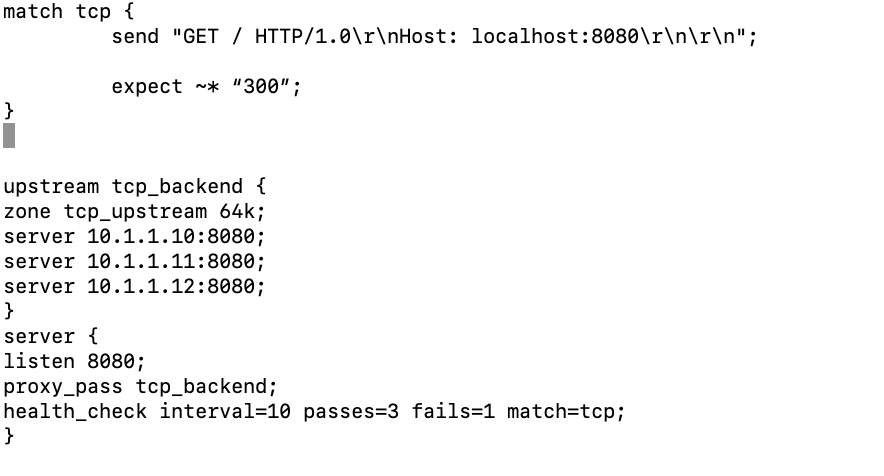 match tcp {
send "GET / HTTP/1.0\r\nHost: localhost:8080\r\n\r\n";
expect ~* “300”;
}
upstream tcp_backend {
zone tcp_upstream 64k;
server 10.1.1.10:8080;
server 10.1.1.11:8080;
server 10.1.1.12:8080;
}
server {
listen 8080;
proxy_pass tcp_backend;
health_check interval=10 passes=3 fails=1 match=tcp;
}